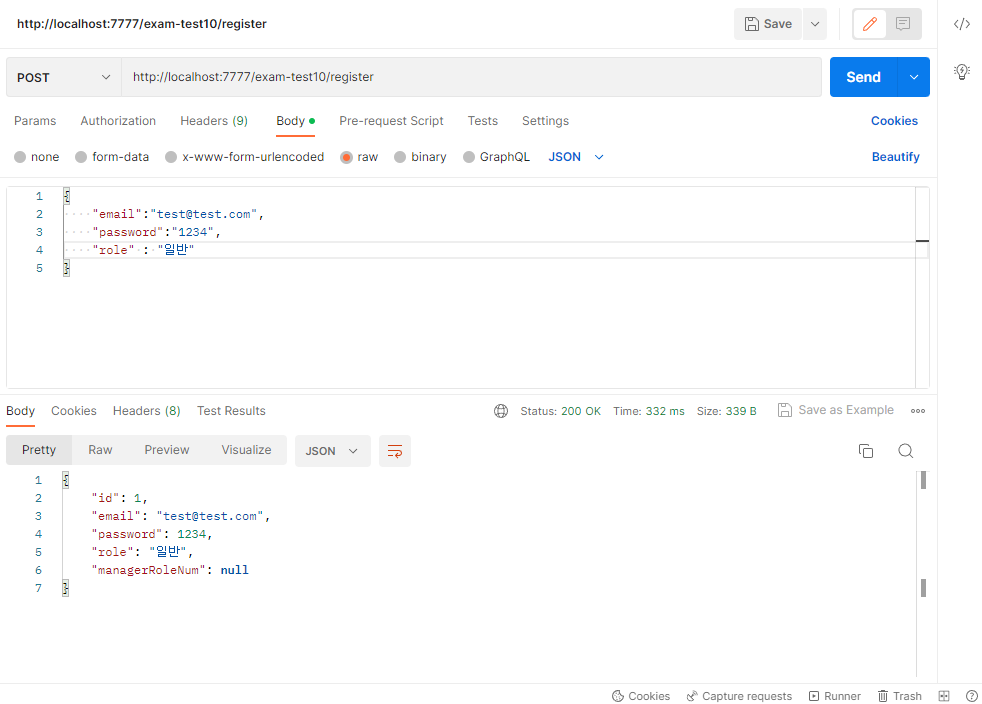 http://localhost:7777/exam-test10/register Save
POST http://localhost:7777/exam-test10/register Send
Params Authorization Headers (9) Body Pre-request Script Tests Settings Cookies
none form-data x-www-form-urlencoded raw binary GraphQL JSON Beautify
1 {
2 "email":"test@test.com",
3 "password":"1234",
4 "role" : "일반"
5 }
Body Cookies Headers (8) Test Results Status: 200 OK Time: 332 ms Size: 339 B Save as Example
Pretty Raw Preview Visualize JSON
1 {
2 "id": 1,
3 "email": "test@test.com",
4 "password": 1234,
5 "role": "일반",
6 "managerRoleNum": null
7 }
Cookies Capture requests Runner Trash